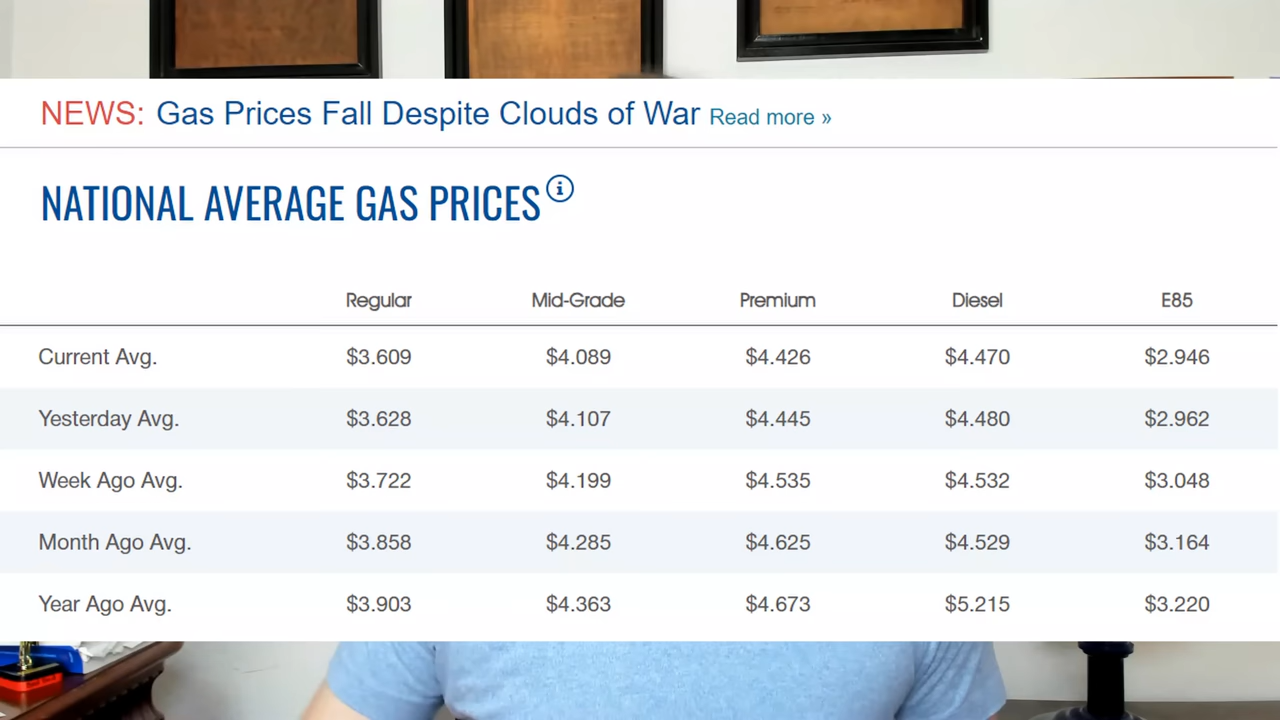 NEWS: Gas Prices Fall Despite Clouds of War Read more »
NATIONAL AVERAGE GAS PRICES
Regular Mid-Grade Premium Diesel E85
Current Avg. $3.609 $4.089 $4.426 $4.470 $2.946
Yesterday Avg. $3.628 $4.107 $4.445 $4.480 $2.962
Week Ago Avg. $3.722 $4.199 $4.535 $4.532 $3.048
Month Ago Avg. $3.858 $4.285 $4.625 $4.529 $3.164
Year Ago Avg. $3.903 $4.363 $4.673 $5.215 $3.220